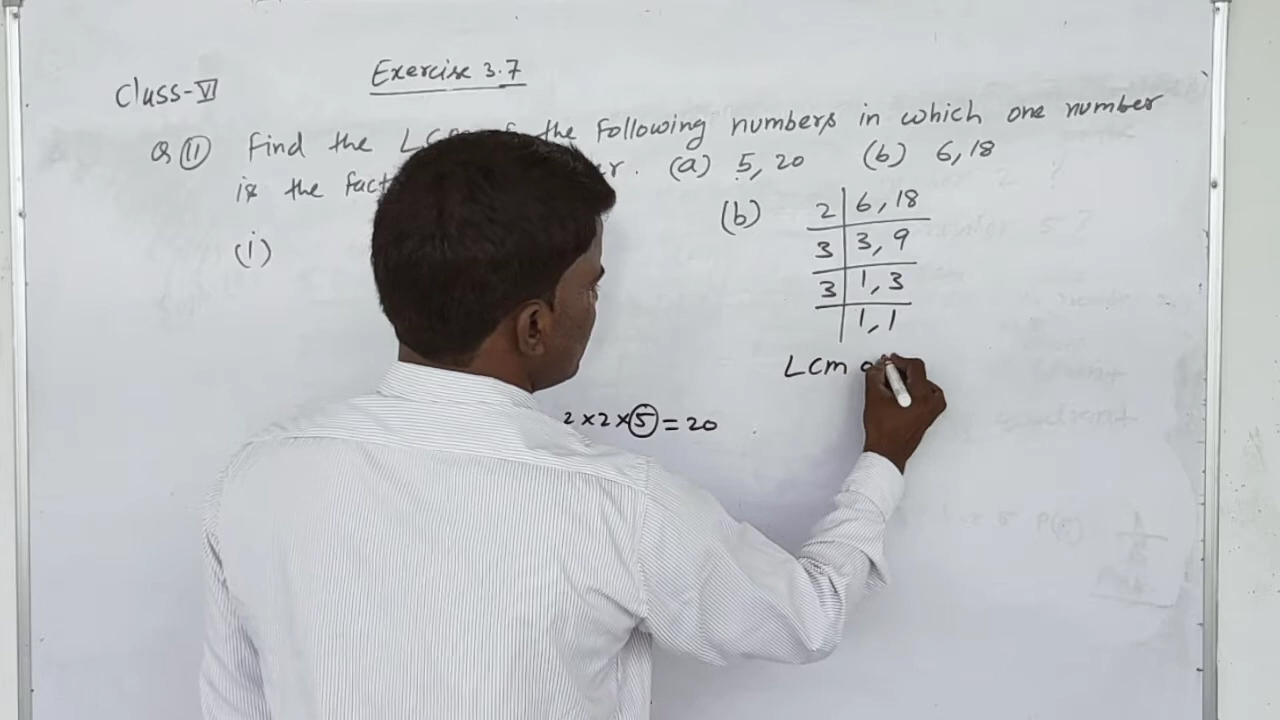 Class-VI
Exercise 3.7
Q (11) Find the LC the following numbers in which one number
is the r. (a) 5, 20 (b) 6, 18
(i)
(b) 2 | 6, 18
3 | 3, 9
3 | 1, 3
1, 1
LCM
2 × 2 × 5 = 20